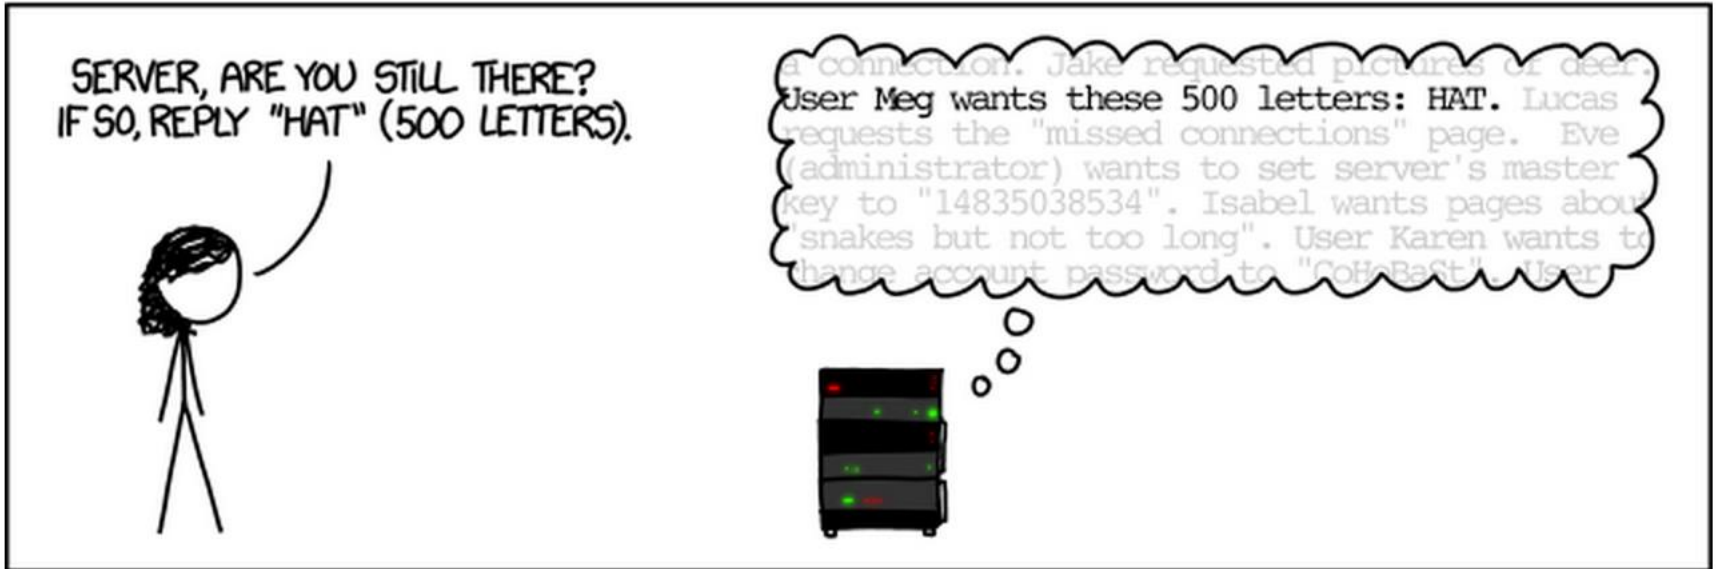 SERVER, ARE YOU STILL THERE?
IF SO, REPLY "HAT" (500 LETTERS).
a connection. Jake requested pictures of deer.
User Meg wants these 500 letters: HAT. Lucas
requests the "missed connections" page. Eve
(administrator) wants to set server's master
key to "14835038534". Isabel wants pages about
"snakes but not too long". User Karen wants to
change account password to "CoHoBaSt". User